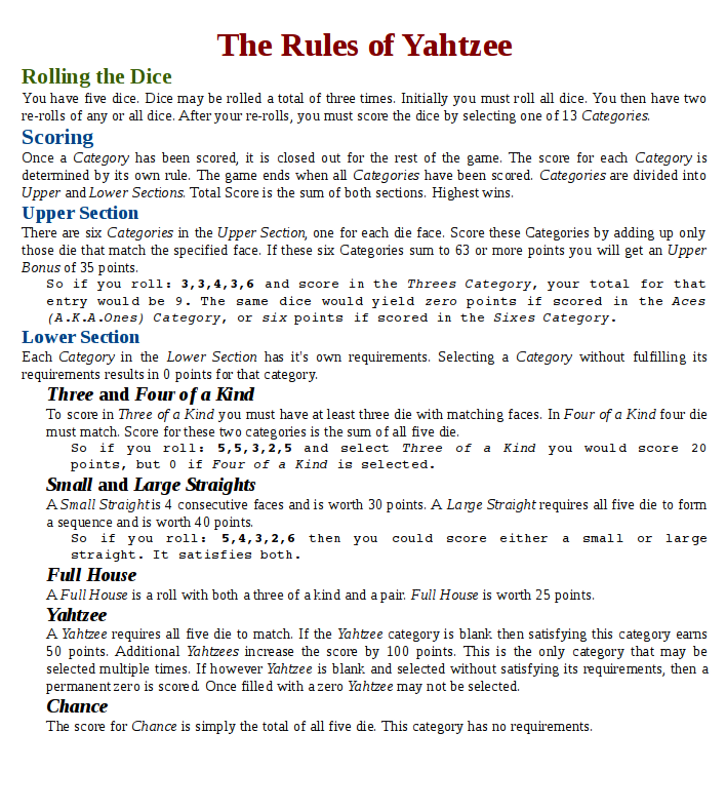 The Rules of Yahtzee
Rolling the Dice
You have five dice. Dice may be rolled a total of three times. Initially you must roll all dice. You then have two
re-rolls of any or all dice. After your re-rolls, you must score the dice by selecting one of 13 Categories.
Scoring
Once a Category has been scored, it is closed out for the rest of the game. The score for each Category is
determined by its own rule. The game ends when all Categories have been scored. Categories are divided into
Upper and Lower Sections. Total Score is the sum of both sections. Highest wins.
Upper Section
There are six Categories in the Upper Section, one for each die face. Score these Categories by adding up only
those die that match the specified face. If these six Categories sum to 63 or more points you will get an Upper
Bonus of 35 points.
So if you roll: 3,3,4,3,6 and score in the Threes Category, your total for that
entry would be 9. The same dice would yield zero points if scored in the Aces
(A.K.A.Ones) Category, or six points if scored in the Sixes Category.
Lower Section
Each Category in the Lower Section has it's own requirements. Selecting a Category without fulfilling its
requirements results in 0 points for that category.
Three and Four of a Kind
To score in Three of a Kind you must have at least three die with matching faces. In Four of a Kind four die
must match. Score for these two categories is the sum of all five die.
So if you roll: 5,5,3,2,5 and select Three of a Kind you would score 20
points, but 0 if Four of a Kind is selected.
Small and Large Straights
A Small Straight is 4 consecutive faces and is worth 30 points. A Large Straight requires all five die to form
a sequence and is worth 40 points.
So if you roll: 5,4,3,2,6 then you could score either a small or large
straight. It satisfies both.
Full House
A Full House is a roll with both a three of a kind and a pair. Full House is worth 25 points.
Yahtzee
A Yahtzee requires all five die to match. If the Yahtzee category is blank then satisfying this category earns
50 points. Additional Yahtzees increase the score by 100 points. This is the only category that may be
selected multiple times. If however Yahtzee is blank and selected without satisfying its requirements, then a
permanent zero is scored. Once filled with a zero Yahtzee may not be selected.
Chance
The score for Chance is simply the total of all five die. This category has no requirements.